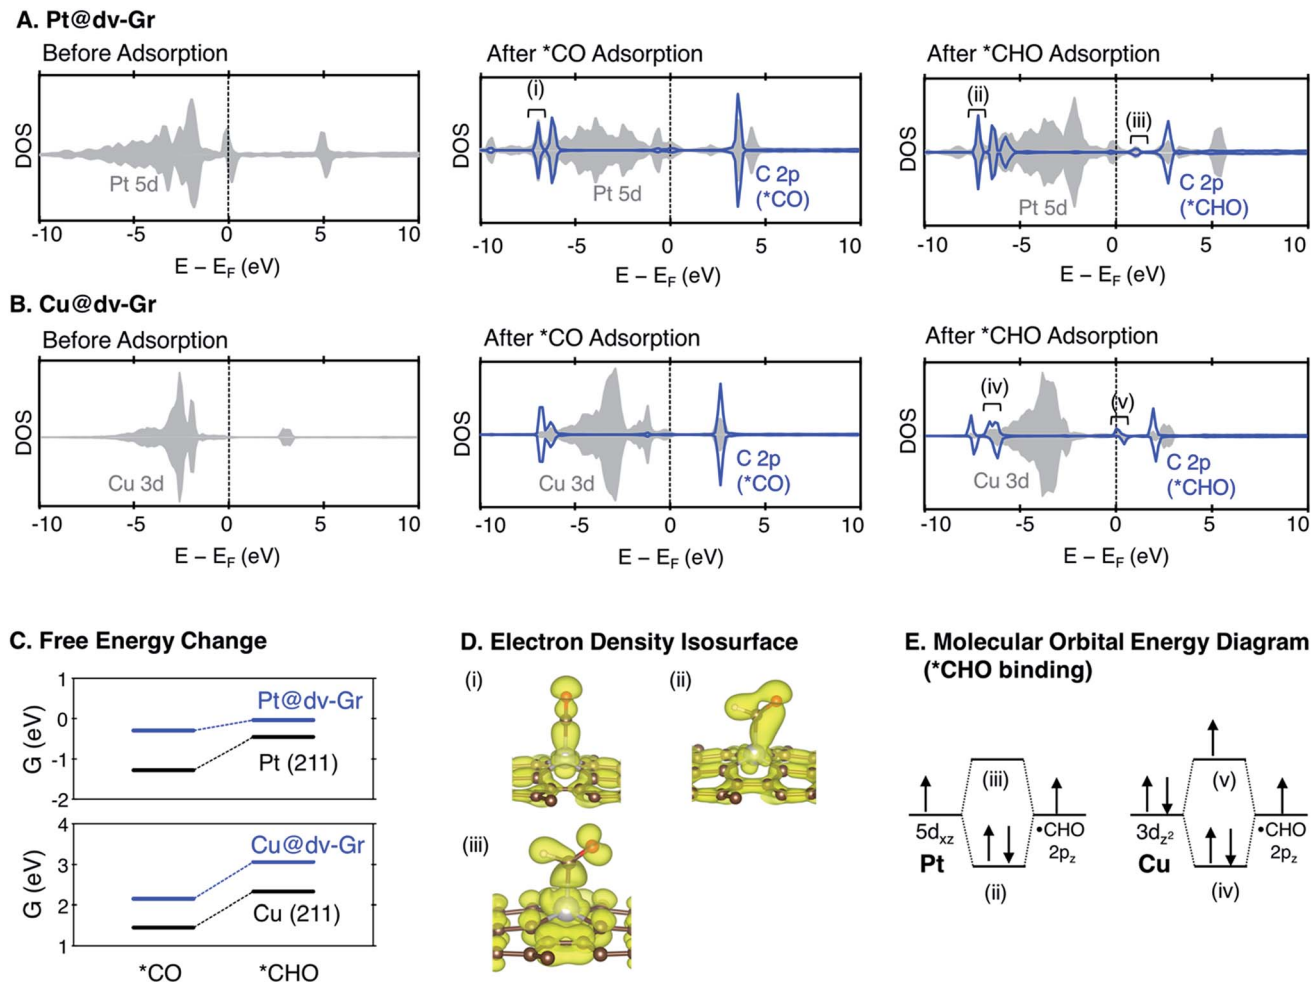 A. Pt@dv-Gr
Before Adsorption
After *CO Adsorption
After *CHO Adsorption
DOS
Pt 5d
-10 -5 0 5 10
E − E_F (eV)
DOS
(i)
Pt 5d
C 2p
(*CO)
-10 -5 0 5 10
E − E_F (eV)
DOS
(ii)
(iii)
Pt 5d
C 2p
(*CHO)
-10 -5 0 5 10
E − E_F (eV)
B. Cu@dv-Gr
Before Adsorption
After *CO Adsorption
After *CHO Adsorption
DOS
Cu 3d
-10 -5 0 5 10
E − E_F (eV)
DOS
Cu 3d
C 2p
(*CO)
-10 -5 0 5 10
E − E_F (eV)
DOS
(iv)
(v)
Cu 3d
C 2p
(*CHO)
-10 -5 0 5 10
E − E_F (eV)
C. Free Energy Change
G (eV)
1
0
-1
-2
Pt@dv-Gr
Pt (211)
G (eV)
4
3
2
1
Cu@dv-Gr
Cu (211)
*CO *CHO
D. Electron Density Isosurface
(i)
(ii)
(iii)
E. Molecular Orbital Energy Diagram
(*CHO binding)
(iii)
5d_xz
Pt
•CHO
2p_z
(ii)
(v)
3d_z²
Cu
•CHO
2p_z
(iv)